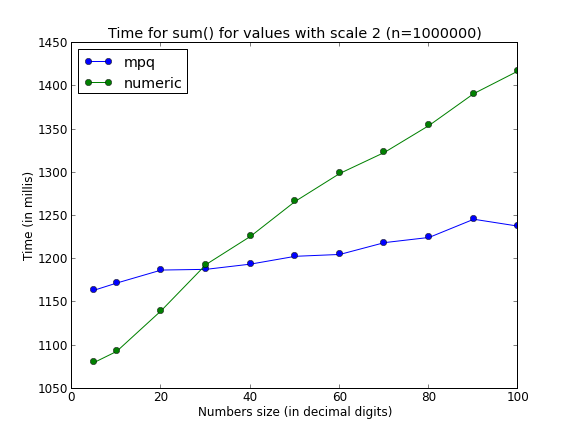 Time for sum() for values with scale 2 (n=1000000)
mpq
numeric
1450
1400
1350
1300
1250
1200
1150
1100
1050
Time (in millis)
0 20 40 60 80 100
Numbers size (in decimal digits)